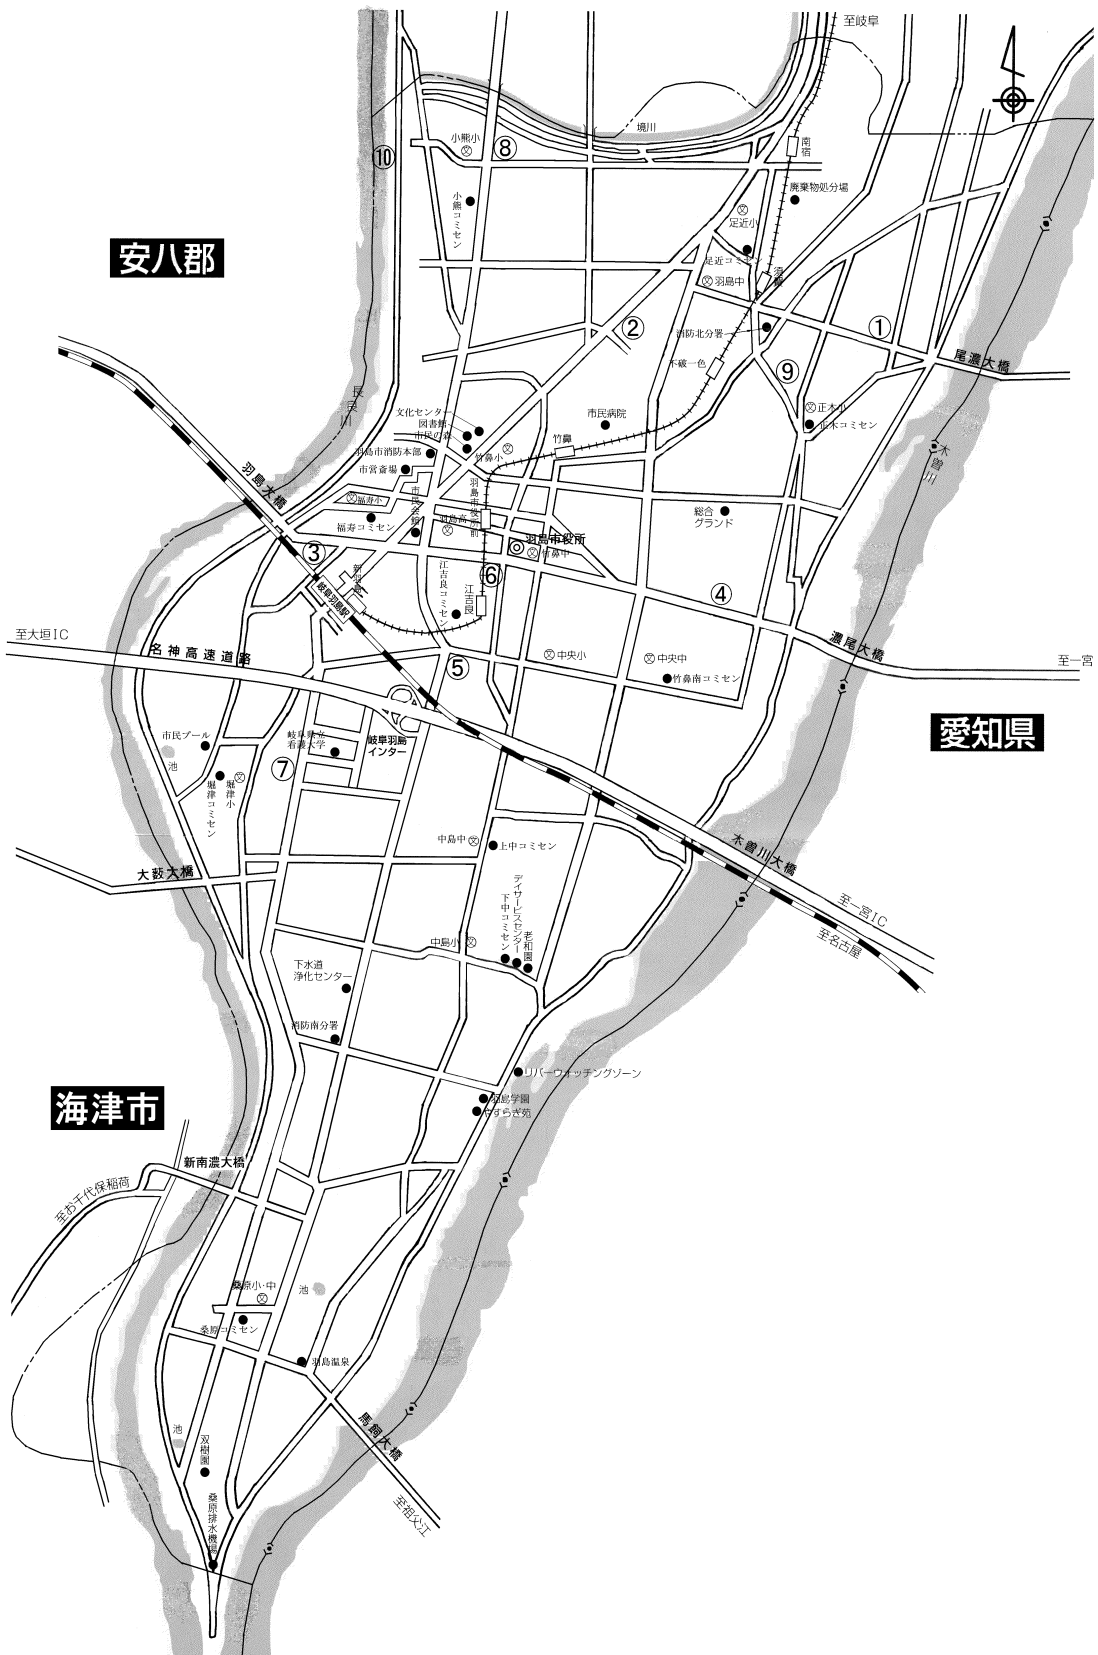 至岐阜
境川
小熊小
⑧
⑩
南宿
廃棄物処分場
小熊コミセン
足近小
足近コミセン
安八郡
羽島中
須賀
②
①
消防北分署
不破一色
尾濃大橋
⑨
長良川
文化センター
図書館
市民の森
市民病院
正木小
正木コミセン
竹鼻
羽島市消防本部
竹鼻小
木曽川
市営斎場
羽島大橋
羽島市役所前
市民会館
福寿小
福寿コミセン
羽島高
総合
グランド
羽島市役所
竹鼻中
③
新羽島
岐阜羽島駅
江吉良コミセン
江吉良
⑥
④
至大垣IC
名神高速道路
濃尾大橋
至一宮
⑤
中央小
中央中
竹鼻南コミセン
愛知県
市民プール
池
岐阜県立
看護大学
岐阜羽島
インター
⑦
堀津コミセン
堀津小
中島中
上中コミセン
木曽川大橋
大薮大橋
デイサービスセンター
下中コミセン
老和園
至一宮IC
至名古屋
中島小
下水道
浄化センター
消防南分署
リバーウオッチングゾーン
羽島学園
やすらぎ苑
海津市
新南濃大橋
至お千代保稲荷
桑原小・中
池
桑原コミセン
羽島温泉
馬飼大橋
池
双樹園
至祖父江
桑原排水機場